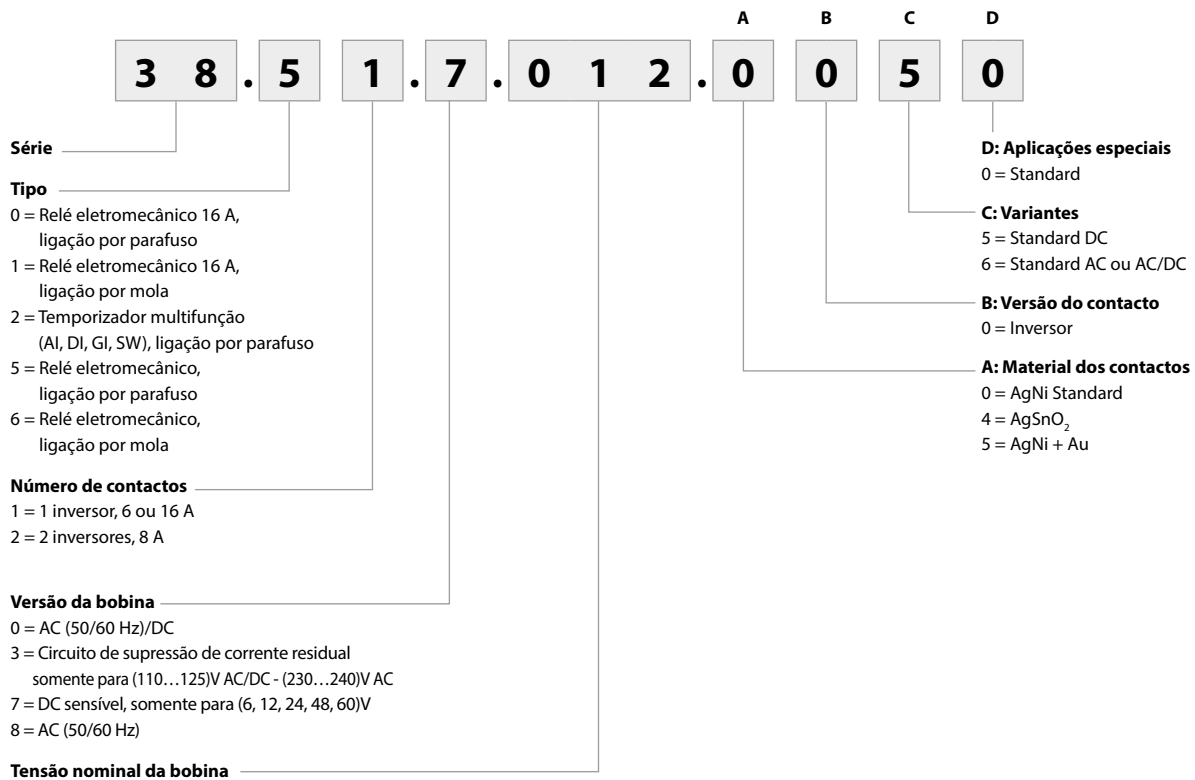 A B C D
3 8 . 5 1 . 7 . 0 1 2 . 0 0 5 0
Série
Tipo
0 = Relé eletromecânico 16 A,
ligação por parafuso
1 = Relé eletromecânico 16 A,
ligação por mola
2 = Temporizador multifunção
(AI, DI, GI, SW), ligação por parafuso
5 = Relé eletromecânico,
ligação por parafuso
6 = Relé eletromecânico,
ligação por mola
Número de contactos
1 = 1 inversor, 6 ou 16 A
2 = 2 inversores, 8 A
Versão da bobina
0 = AC (50/60 Hz)/DC
3 = Circuito de supressão de corrente residual
somente para (110…125)V AC/DC - (230…240)V AC
7 = DC sensível, somente para (6, 12, 24, 48, 60)V
8 = AC (50/60 Hz)
Tensão nominal da bobina
D: Aplicações especiais
0 = Standard
C: Variantes
5 = Standard DC
6 = Standard AC ou AC/DC
B: Versão do contacto
0 = Inversor
A: Material dos contactos
0 = AgNi Standard
4 = AgSnO₂
5 = AgNi + Au